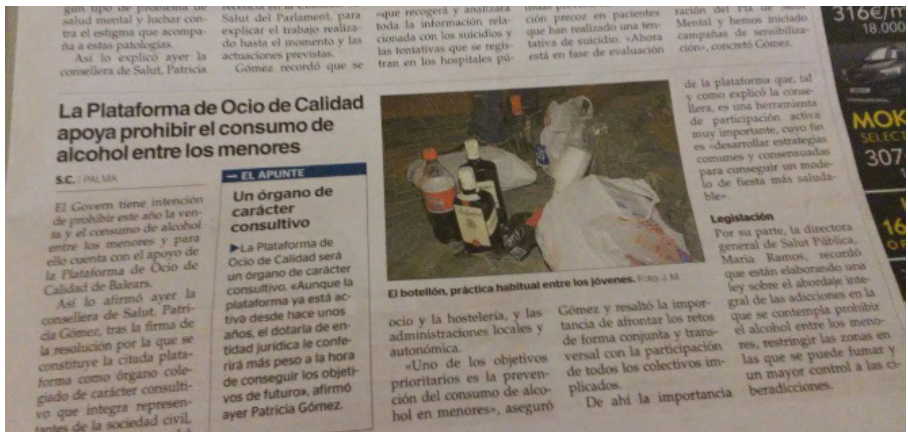 salud mental y luchar con-
tra el estigma que acompa-
ña a estas patologías.
Así lo explicó ayer la
consellera de Salut, Patricia
Salut del Parlament, para
explicar el trabajo realiza-
do hasta el momento y las
actuaciones previstas.
Gómez recordó que se
«que recogerá y analizará
toda la información rela-
cionada con los suicidios y
las tentativas que se regis-
tran en los hospitales pú-
ción precoz en pacientes
que han realizado una ten-
tativa de suicidio. «Ahora
está en fase de evaluación
Mental y hemos iniciado
campañas de sensibiliza-
ción», concretó Gómez.
La Plataforma de Ocio de Calidad
apoya prohibir el consumo de
alcohol entre los menores
S.C. | PALMA
El Govern tiene intención
de prohibir este año la ven-
ta y el consumo de alcohol
entre los menores y para
ello cuenta con el apoyo de
la Plataforma de Ocio de
Calidad de Balears.
Así lo afirmó ayer la
consellera de Salut, Patri-
cia Gómez, tras la firma de
la resolución por la que se
constituye la citada plata-
forma como órgano cole-
giado de carácter consulti-
vo que integra represen-
tantes de la sociedad civil,
EL APUNTE
Un órgano de
carácter
consultivo
►La Plataforma de
Ocio de Calidad será
un órgano de carácter
consultivo. «Aunque la
plataforma ya está ac-
tiva desde hace unos
años, el dotarla de en-
tidad jurídica le confe-
rirá más peso a la hora
de conseguir los objeti-
vos de futuro», afirmó
ayer Patricia Gómez.
El botellón, práctica habitual entre los jóvenes. Foto: J. M.
ocio y la hostelería, y las
administraciones locales y
autonómica.
«Uno de los objetivos
prioritarios es la preven-
ción del consumo de alco-
hol en menores», aseguró
Gómez y resaltó la impor-
tancia de afrontar los retos
de forma conjunta y trans-
versal con la participación
de todos los colectivos im-
plicados.
De ahí la importancia
de la plataforma que, tal
y como explicó la conse-
llera, es una herramienta
de participación activa
muy importante, cuyo fin
es «desarrollar estrategias
comunes y consensuadas
para conseguir un mode-
lo de fiesta más saluda-
ble».
Legislación
Por su parte, la directora
general de Salut Pública,
Maria Ramos, recordó
que están elaborando una
ley sobre el abordaje inte-
gral de las adicciones en la
que se contempla prohibir
el alcohol entre los meno-
res, restringir las zonas en
las que se puede fumar y
un mayor control a las ci-
beradicciones.
316€/m
18.000
MOK
SELECT
307
16